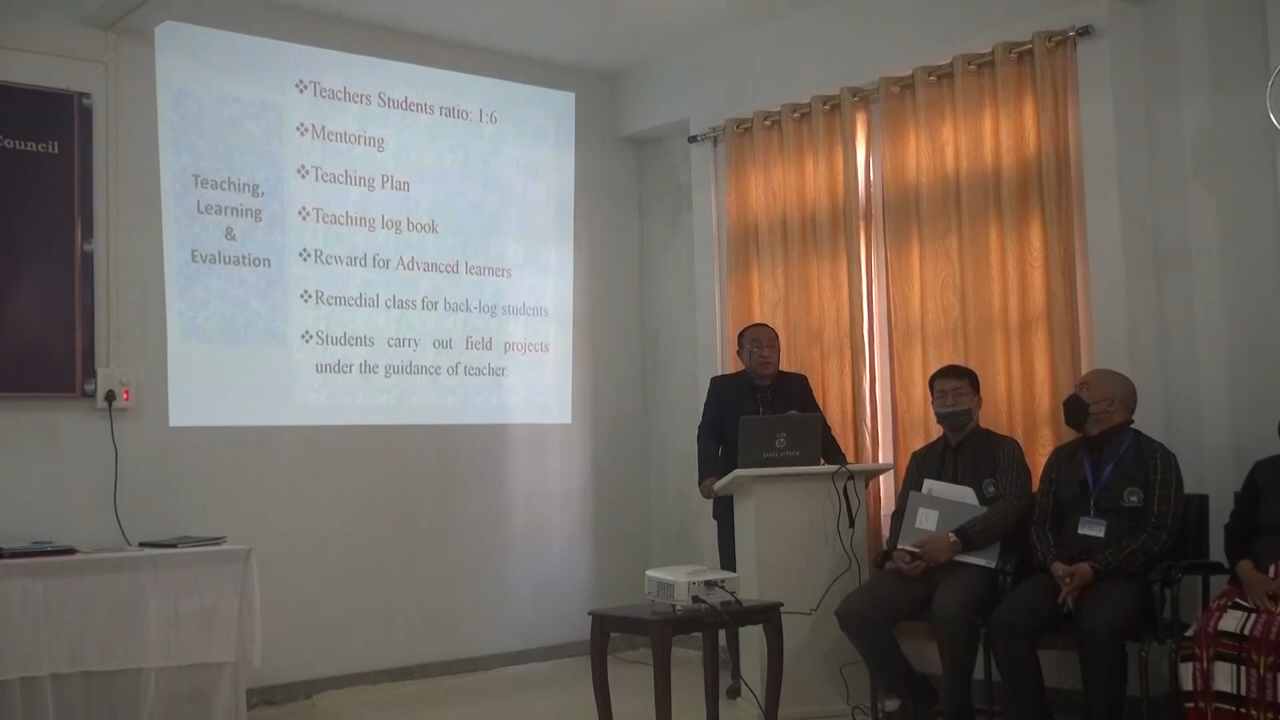 Council
Teaching,
Learning
&
Evaluation
❖Teachers Students ratio: 1:6
❖Mentoring
❖Teaching Plan
❖Teaching log book
❖Reward for Advanced learners
❖Remedial class for back-log students
❖Students carry out field projects
under the guidance of teacher.
hp